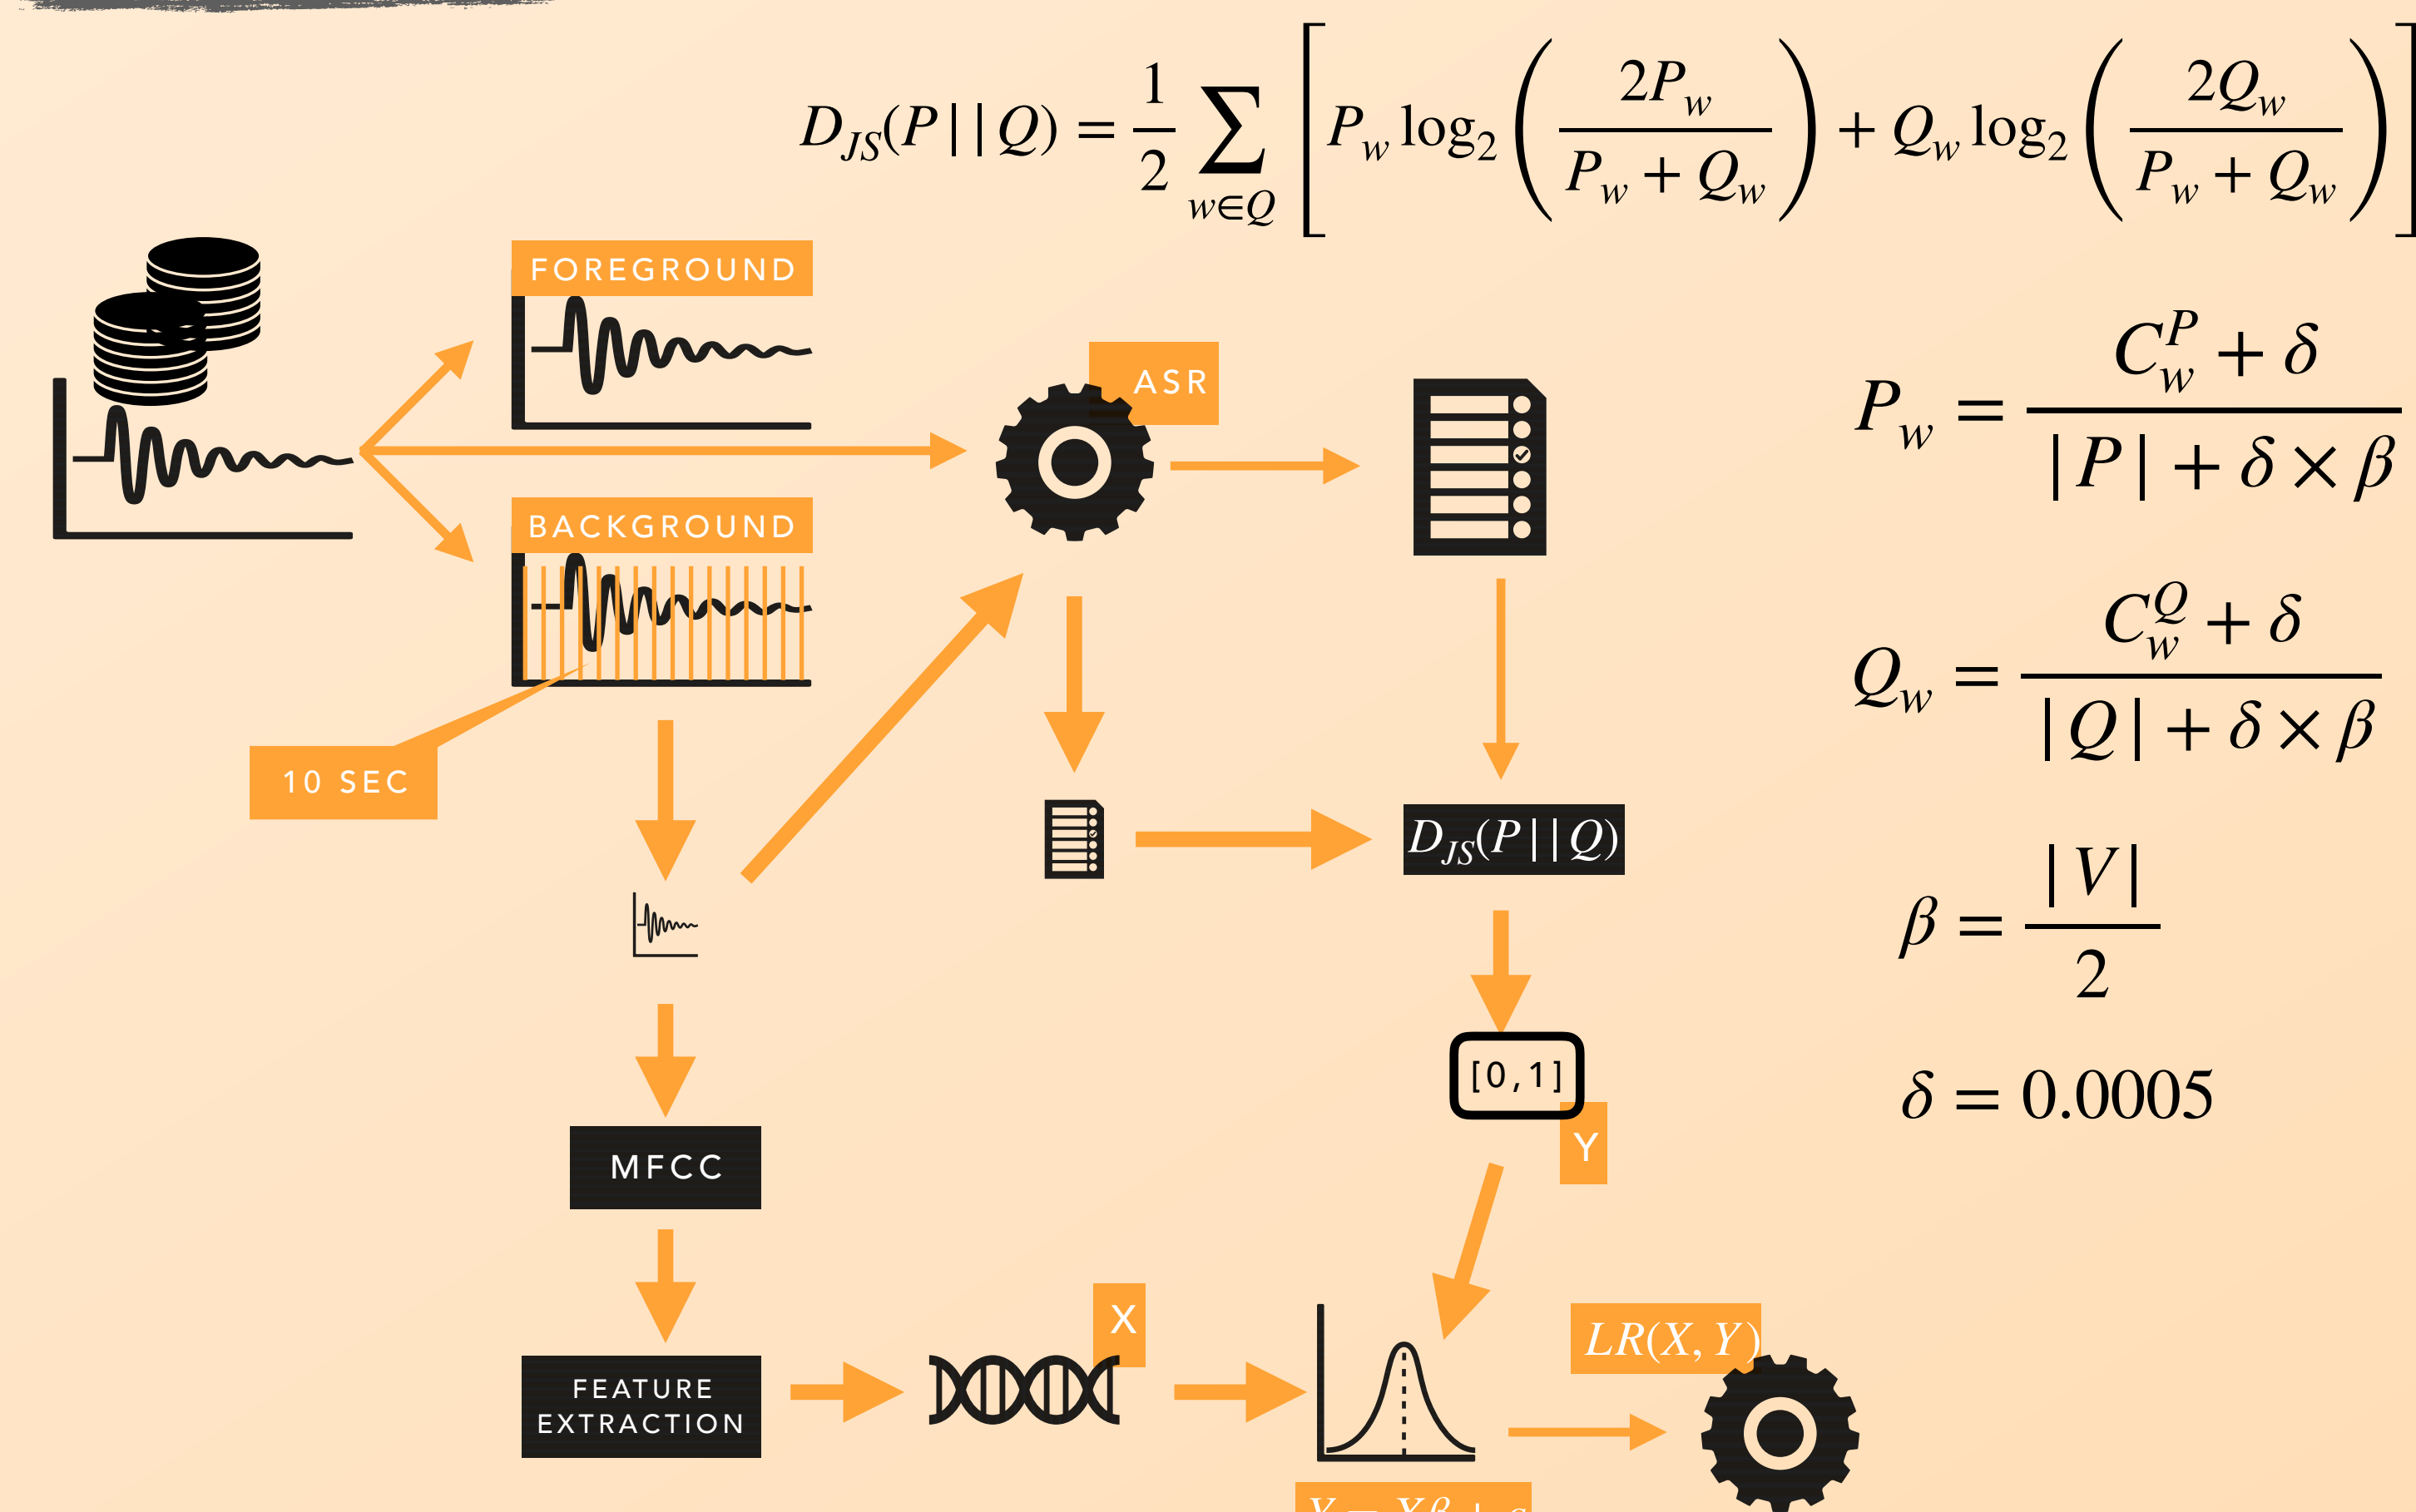 D_JS(P||Q) = 1/2 ∑_{w∈Q} [P_w log_2 (2P_w / (P_w + Q_w)) + Q_w log_2 (2Q_w / (P_w + Q_w))]
FOREGROUND
P_w = (C_w^P + δ) / (|P| + δ × β)
ASR
BACKGROUND
Q_w = (C_w^Q + δ) / (|Q| + δ × β)
10 SEC
D_JS(P||Q)
β = |V| / 2
[0,1]
δ = 0.0005
Y
MFCC
X
LR(X, Y)
FEATURE
EXTRACTION